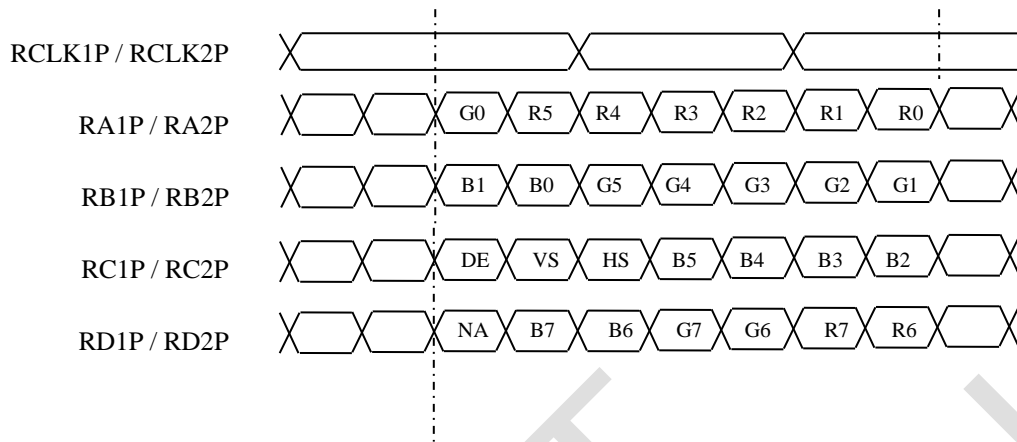 RCLK1P / RCLK2P
RA1P / RA2P G0 R5 R4 R3 R2 R1 R0
RB1P / RB2P B1 B0 G5 G4 G3 G2 G1
RC1P / RC2P DE VS HS B5 B4 B3 B2
RD1P / RD2P NA B7 B6 G7 G6 R7 R6